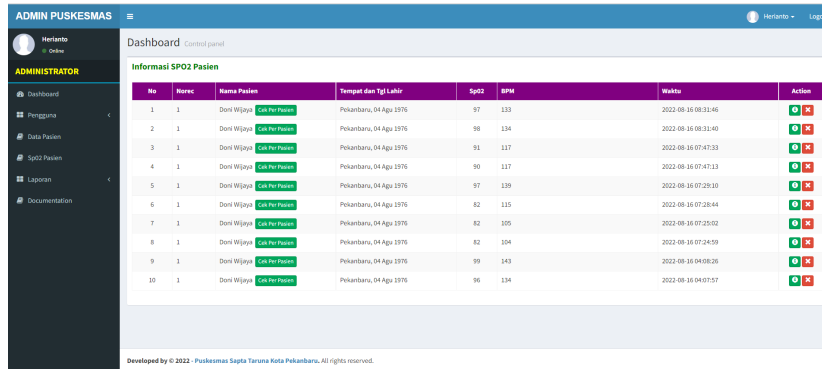 ADMIN PUSKESMAS
Herianto
Logo
Herianto
Online
ADMINISTRATOR
Dashboard
Pengguna
Data Pasien
Sp02 Pasien
Laporan
Documentation
Dashboard Control panel
Informasi SPO2 Pasien
No Norec Nama Pasien Tempat dan Tgl Lahir Sp02 BPM Waktu Action
1 1 Doni Wijaya Cek Per Pasien Pekanbaru, 04 Agu 1976 97 133 2022-08-16 08:31:46
2 1 Doni Wijaya Cek Per Pasien Pekanbaru, 04 Agu 1976 98 134 2022-08-16 08:31:40
3 1 Doni Wijaya Cek Per Pasien Pekanbaru, 04 Agu 1976 91 117 2022-08-16 07:47:33
4 1 Doni Wijaya Cek Per Pasien Pekanbaru, 04 Agu 1976 90 117 2022-08-16 07:47:13
5 1 Doni Wijaya Cek Per Pasien Pekanbaru, 04 Agu 1976 97 139 2022-08-16 07:29:10
6 1 Doni Wijaya Cek Per Pasien Pekanbaru, 04 Agu 1976 82 115 2022-08-16 07:28:44
7 1 Doni Wijaya Cek Per Pasien Pekanbaru, 04 Agu 1976 82 105 2022-08-16 07:25:02
8 1 Doni Wijaya Cek Per Pasien Pekanbaru, 04 Agu 1976 82 104 2022-08-16 07:24:59
9 1 Doni Wijaya Cek Per Pasien Pekanbaru, 04 Agu 1976 99 143 2022-08-16 04:08:26
10 1 Doni Wijaya Cek Per Pasien Pekanbaru, 04 Agu 1976 96 134 2022-08-16 04:07:57
Developed by © 2022 - Puskesmas Sapta Taruna Kota Pekanbaru. All rights reserved.